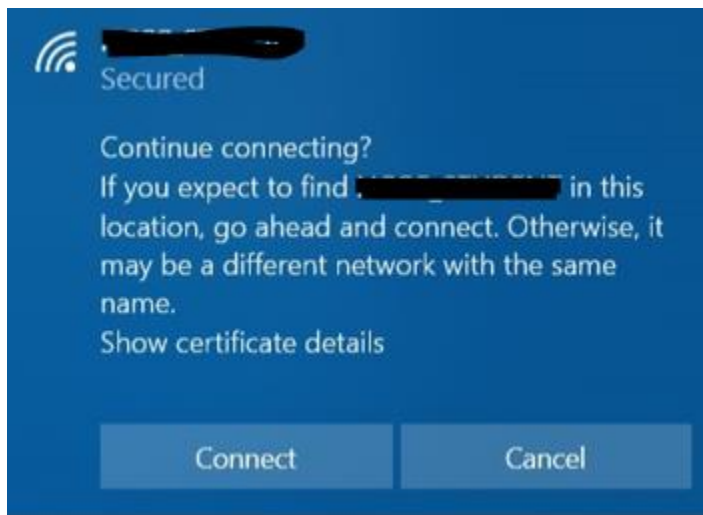 Secured
Continue connecting?
If you expect to find in this
location, go ahead and connect. Otherwise, it
may be a different network with the same
name.
Show certificate details
Connect
Cancel